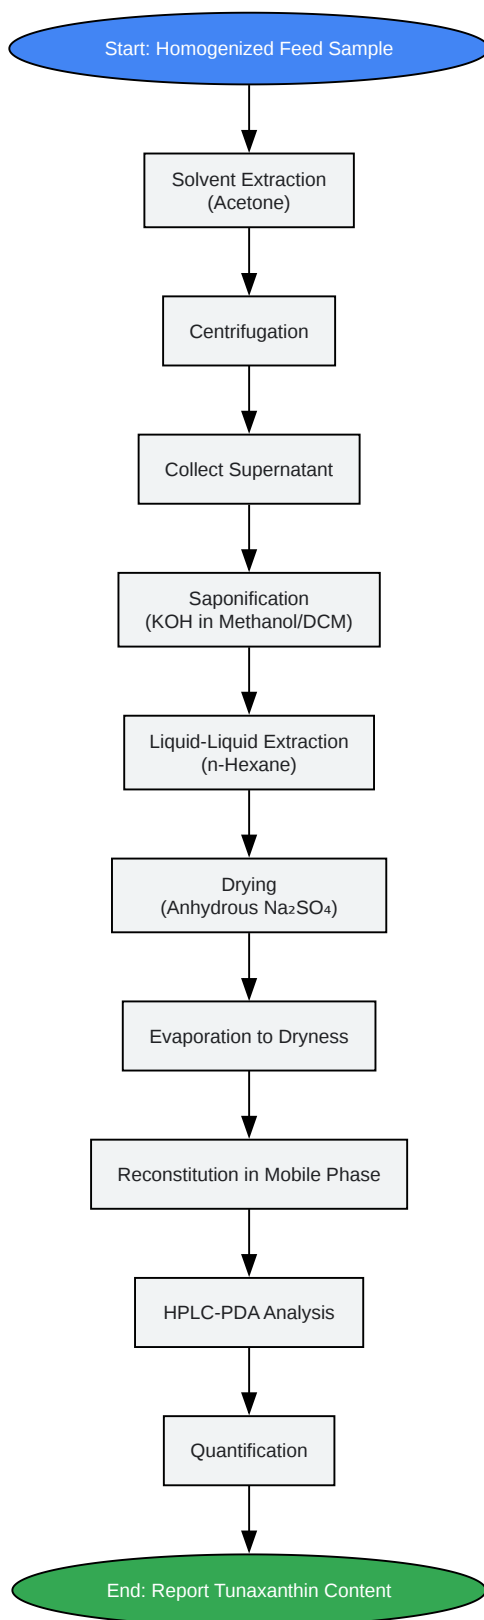 Start: Homogenized Feed Sample
Solvent Extraction
(Acetone)
Centrifugation
Collect Supernatant
Saponification
(KOH in Methanol/DCM)
Liquid-Liquid Extraction
(n-Hexane)
Drying
(Anhydrous Na₂SO₄)
Evaporation to Dryness
Reconstitution in Mobile Phase
HPLC-PDA Analysis
Quantification
End: Report Tunaxanthin Content